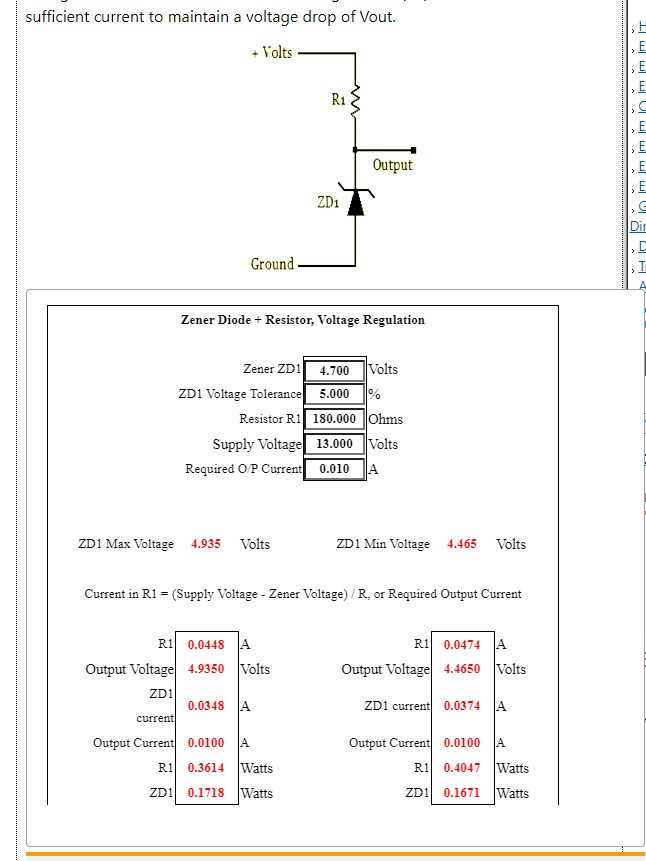 sufficient current to maintain a voltage drop of Vout.
+ Volts
R1
Output
ZD1
Ground
Zener Diode + Resistor, Voltage Regulation
Zener ZD1 4.700 Volts
ZD1 Voltage Tolerance 5.000 %
Resistor R1 180.000 Ohms
Supply Voltage 13.000 Volts
Required O/P Current 0.010 A
ZD1 Max Voltage 4.935 Volts ZD1 Min Voltage 4.465 Volts
Current in R1 = (Supply Voltage - Zener Voltage) / R, or Required Output Current
R1 0.0448 A R1 0.0474 A
Output Voltage 4.9350 Volts Output Voltage 4.4650 Volts
ZD1
current 0.0348 A ZD1 current 0.0374 A
Output Current 0.0100 A Output Current 0.0100 A
R1 0.3614 Watts R1 0.4047 Watts
ZD1 0.1718 Watts ZD1 0.1671 Watts